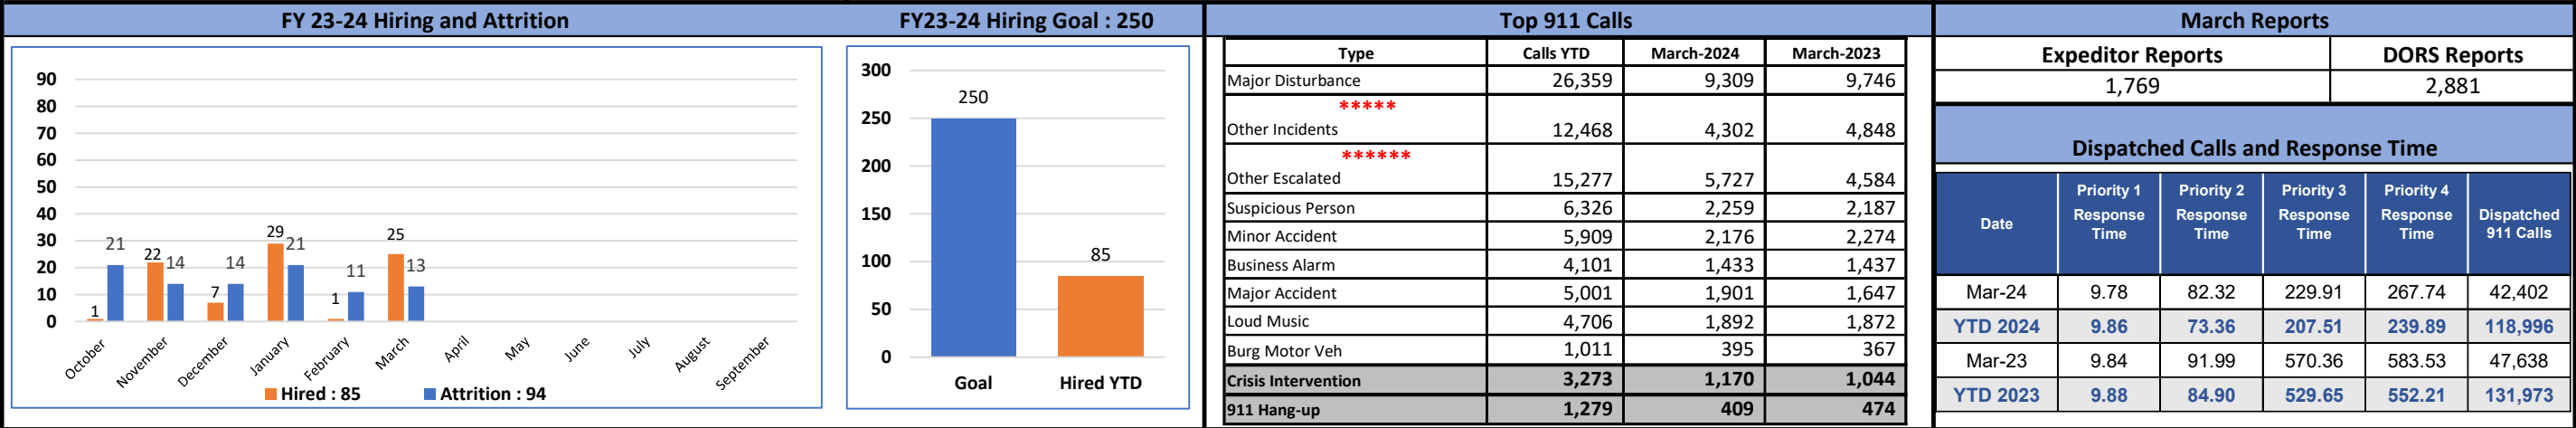 FY 23-24 Hiring and Attrition
90
80
70
60
50
40
30
20
10
0
1
21
22
14
7
14
29
21
1
11
25
13
October
November
December
January
February
March
April
May
June
July
August
September
Hired : 85
Attrition : 94
FY23-24 Hiring Goal : 250
300
250
200
150
100
50
0
250
85
Goal
Hired YTD
Top 911 Calls
Type Calls YTD March-2024 March-2023
Major Disturbance 26,359 9,309 9,746
*****
Other Incidents 12,468 4,302 4,848
******
Other Escalated 15,277 5,727 4,584
Suspicious Person 6,326 2,259 2,187
Minor Accident 5,909 2,176 2,274
Business Alarm 4,101 1,433 1,437
Major Accident 5,001 1,901 1,647
Loud Music 4,706 1,892 1,872
Burg Motor Veh 1,011 395 367
Crisis Intervention 3,273 1,170 1,044
911 Hang-up 1,279 409 474
March Reports
Expeditor Reports DORS Reports
1,769 2,881
Dispatched Calls and Response Time
Date
Priority 1
Response
Time
Priority 2
Response
Time
Priority 3
Response
Time
Priority 4
Response
Time
Dispatched
911 Calls
Mar-24 9.78 82.32 229.91 267.74 42,402
YTD 2024 9.86 73.36 207.51 239.89 118,996
Mar-23 9.84 91.99 570.36 583.53 47,638
YTD 2023 9.88 84.90 529.65 552.21 131,973